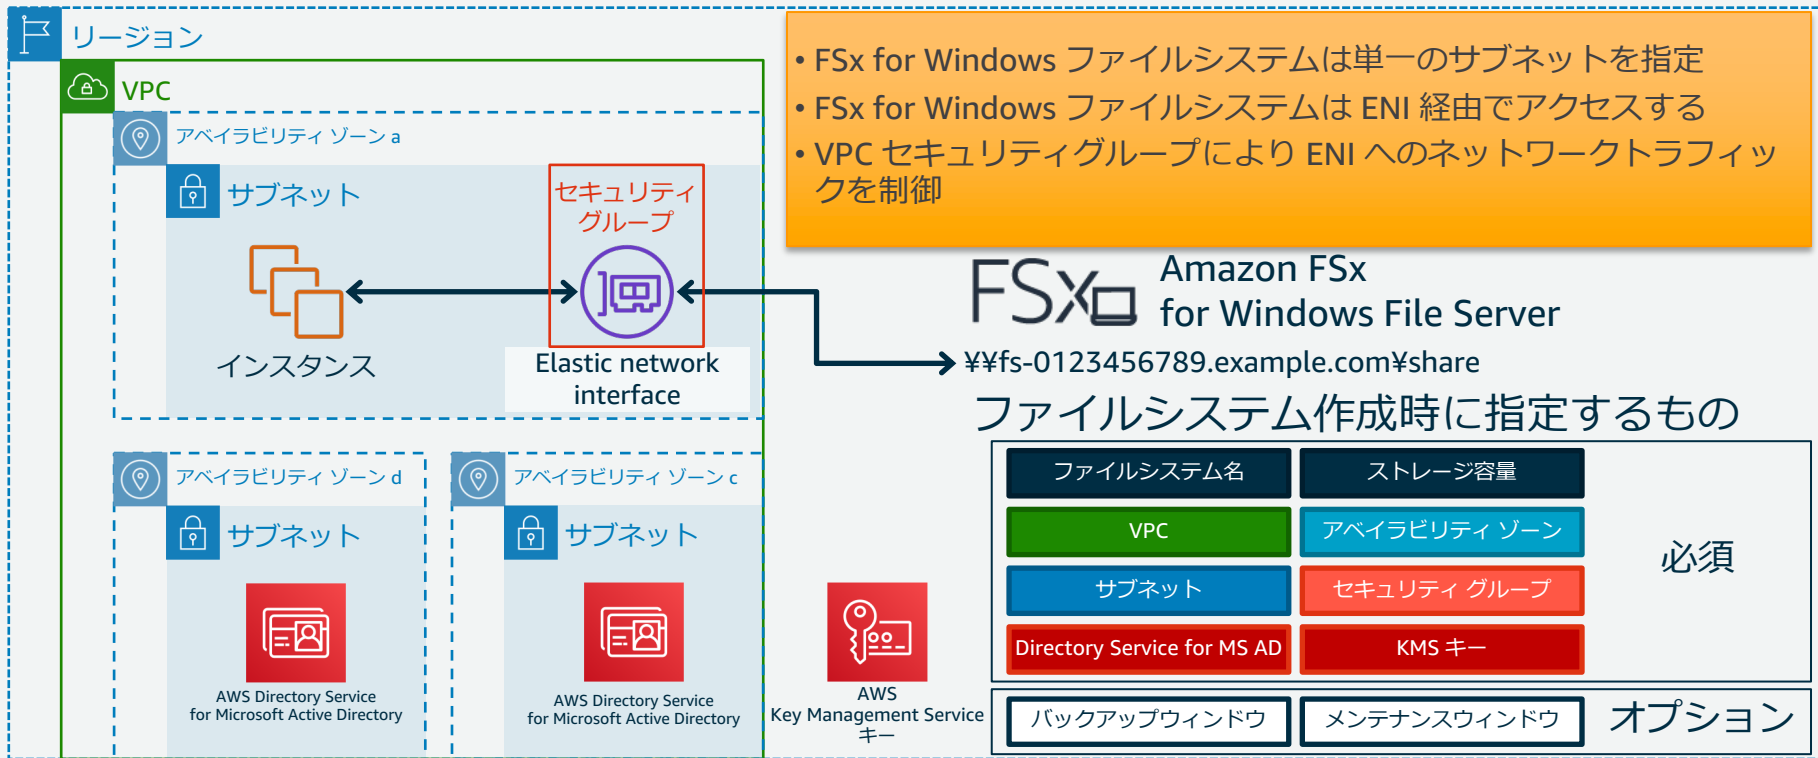 リージョン
VPC
アベイラビリティ ゾーン a
サブネット
セキュリティ
グループ
インスタンス
Elastic network
interface
アベイラビリティ ゾーン d
サブネット
AWS Directory Service
for Microsoft Active Directory
アベイラビリティ ゾーン c
サブネット
AWS Directory Service
for Microsoft Active Directory
AWS
Key Management Service
キー
• FSx for Windows ファイルシステムは単一のサブネットを指定
• FSx for Windows ファイルシステムは ENI 経由でアクセスする
• VPC セキュリティグループにより ENI へのネットワークトラフィッ
クを制御
FSx
Amazon FSx
for Windows File Server
¥¥fs-0123456789.example.com¥share
ファイルシステム作成時に指定するもの
ファイルシステム名
ストレージ容量
VPC
アベイラビリティ ゾーン
サブネット
セキュリティ グループ
Directory Service for MS AD
KMS キー
必須
バックアップウィンドウ
メンテナンスウィンドウ
オプション